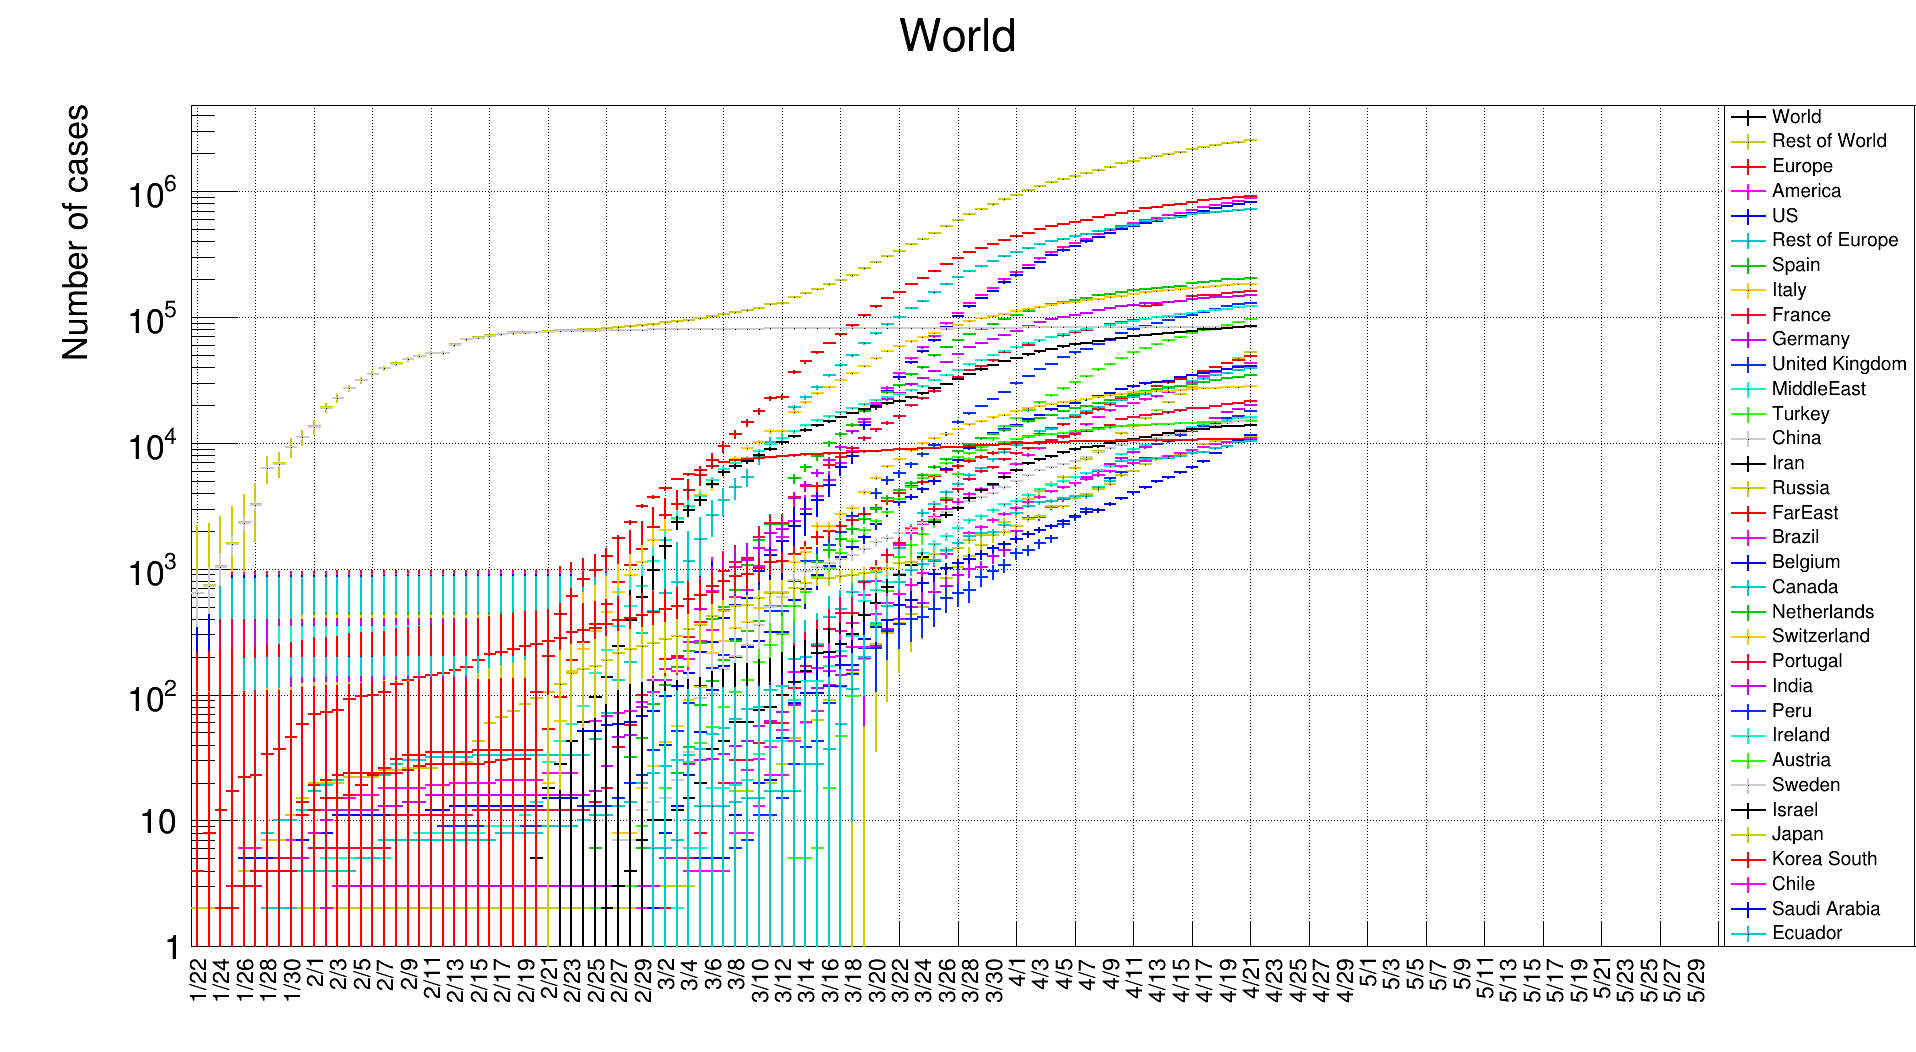 World
Number of cases
10^6
10^5
10^4
10^3
10^2
10
1
1/22 1/24 1/26 1/28 1/30 2/1 2/3 2/5 2/7 2/9 2/11 2/13 2/15 2/17 2/19 2/21 2/23 2/25 2/27 2/29 3/2 3/4 3/6 3/8 3/10 3/12 3/14 3/16 3/18 3/20 3/22 3/24 3/26 3/28 3/30 4/1 4/3 4/5 4/7 4/9 4/11 4/13 4/15 4/17 4/19 4/21 4/23 4/25 4/27 4/29 5/1 5/3 5/5 5/7 5/9 5/11 5/13 5/15 5/17 5/19 5/21 5/23 5/25 5/27 5/29
World
Rest of World
Europe
America
US
Rest of Europe
Spain
Italy
France
Germany
United Kingdom
MiddleEast
Turkey
China
Iran
Russia
FarEast
Brazil
Belgium
Canada
Netherlands
Switzerland
Portugal
India
Peru
Ireland
Austria
Sweden
Israel
Japan
Korea South
Chile
Saudi Arabia
Ecuador